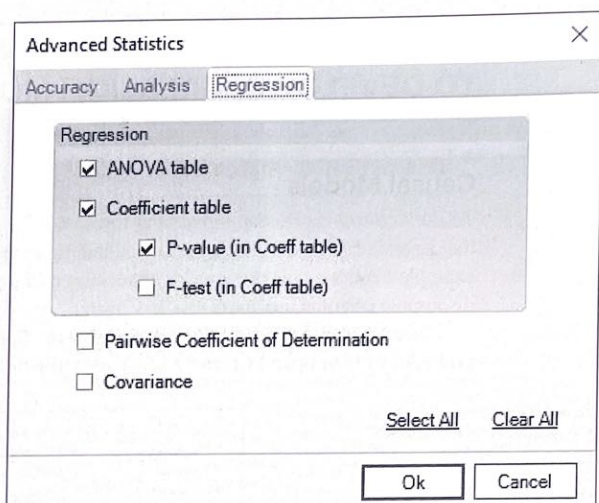 Advanced Statistics
Accuracy Analysis Regression
Regression
ANOVA table
Coefficient table
P-value (in Coeff table)
F-test (in Coeff table)
Pairwise Coefficient of Determination
Covariance
Select All Clear All
Ok Cancel